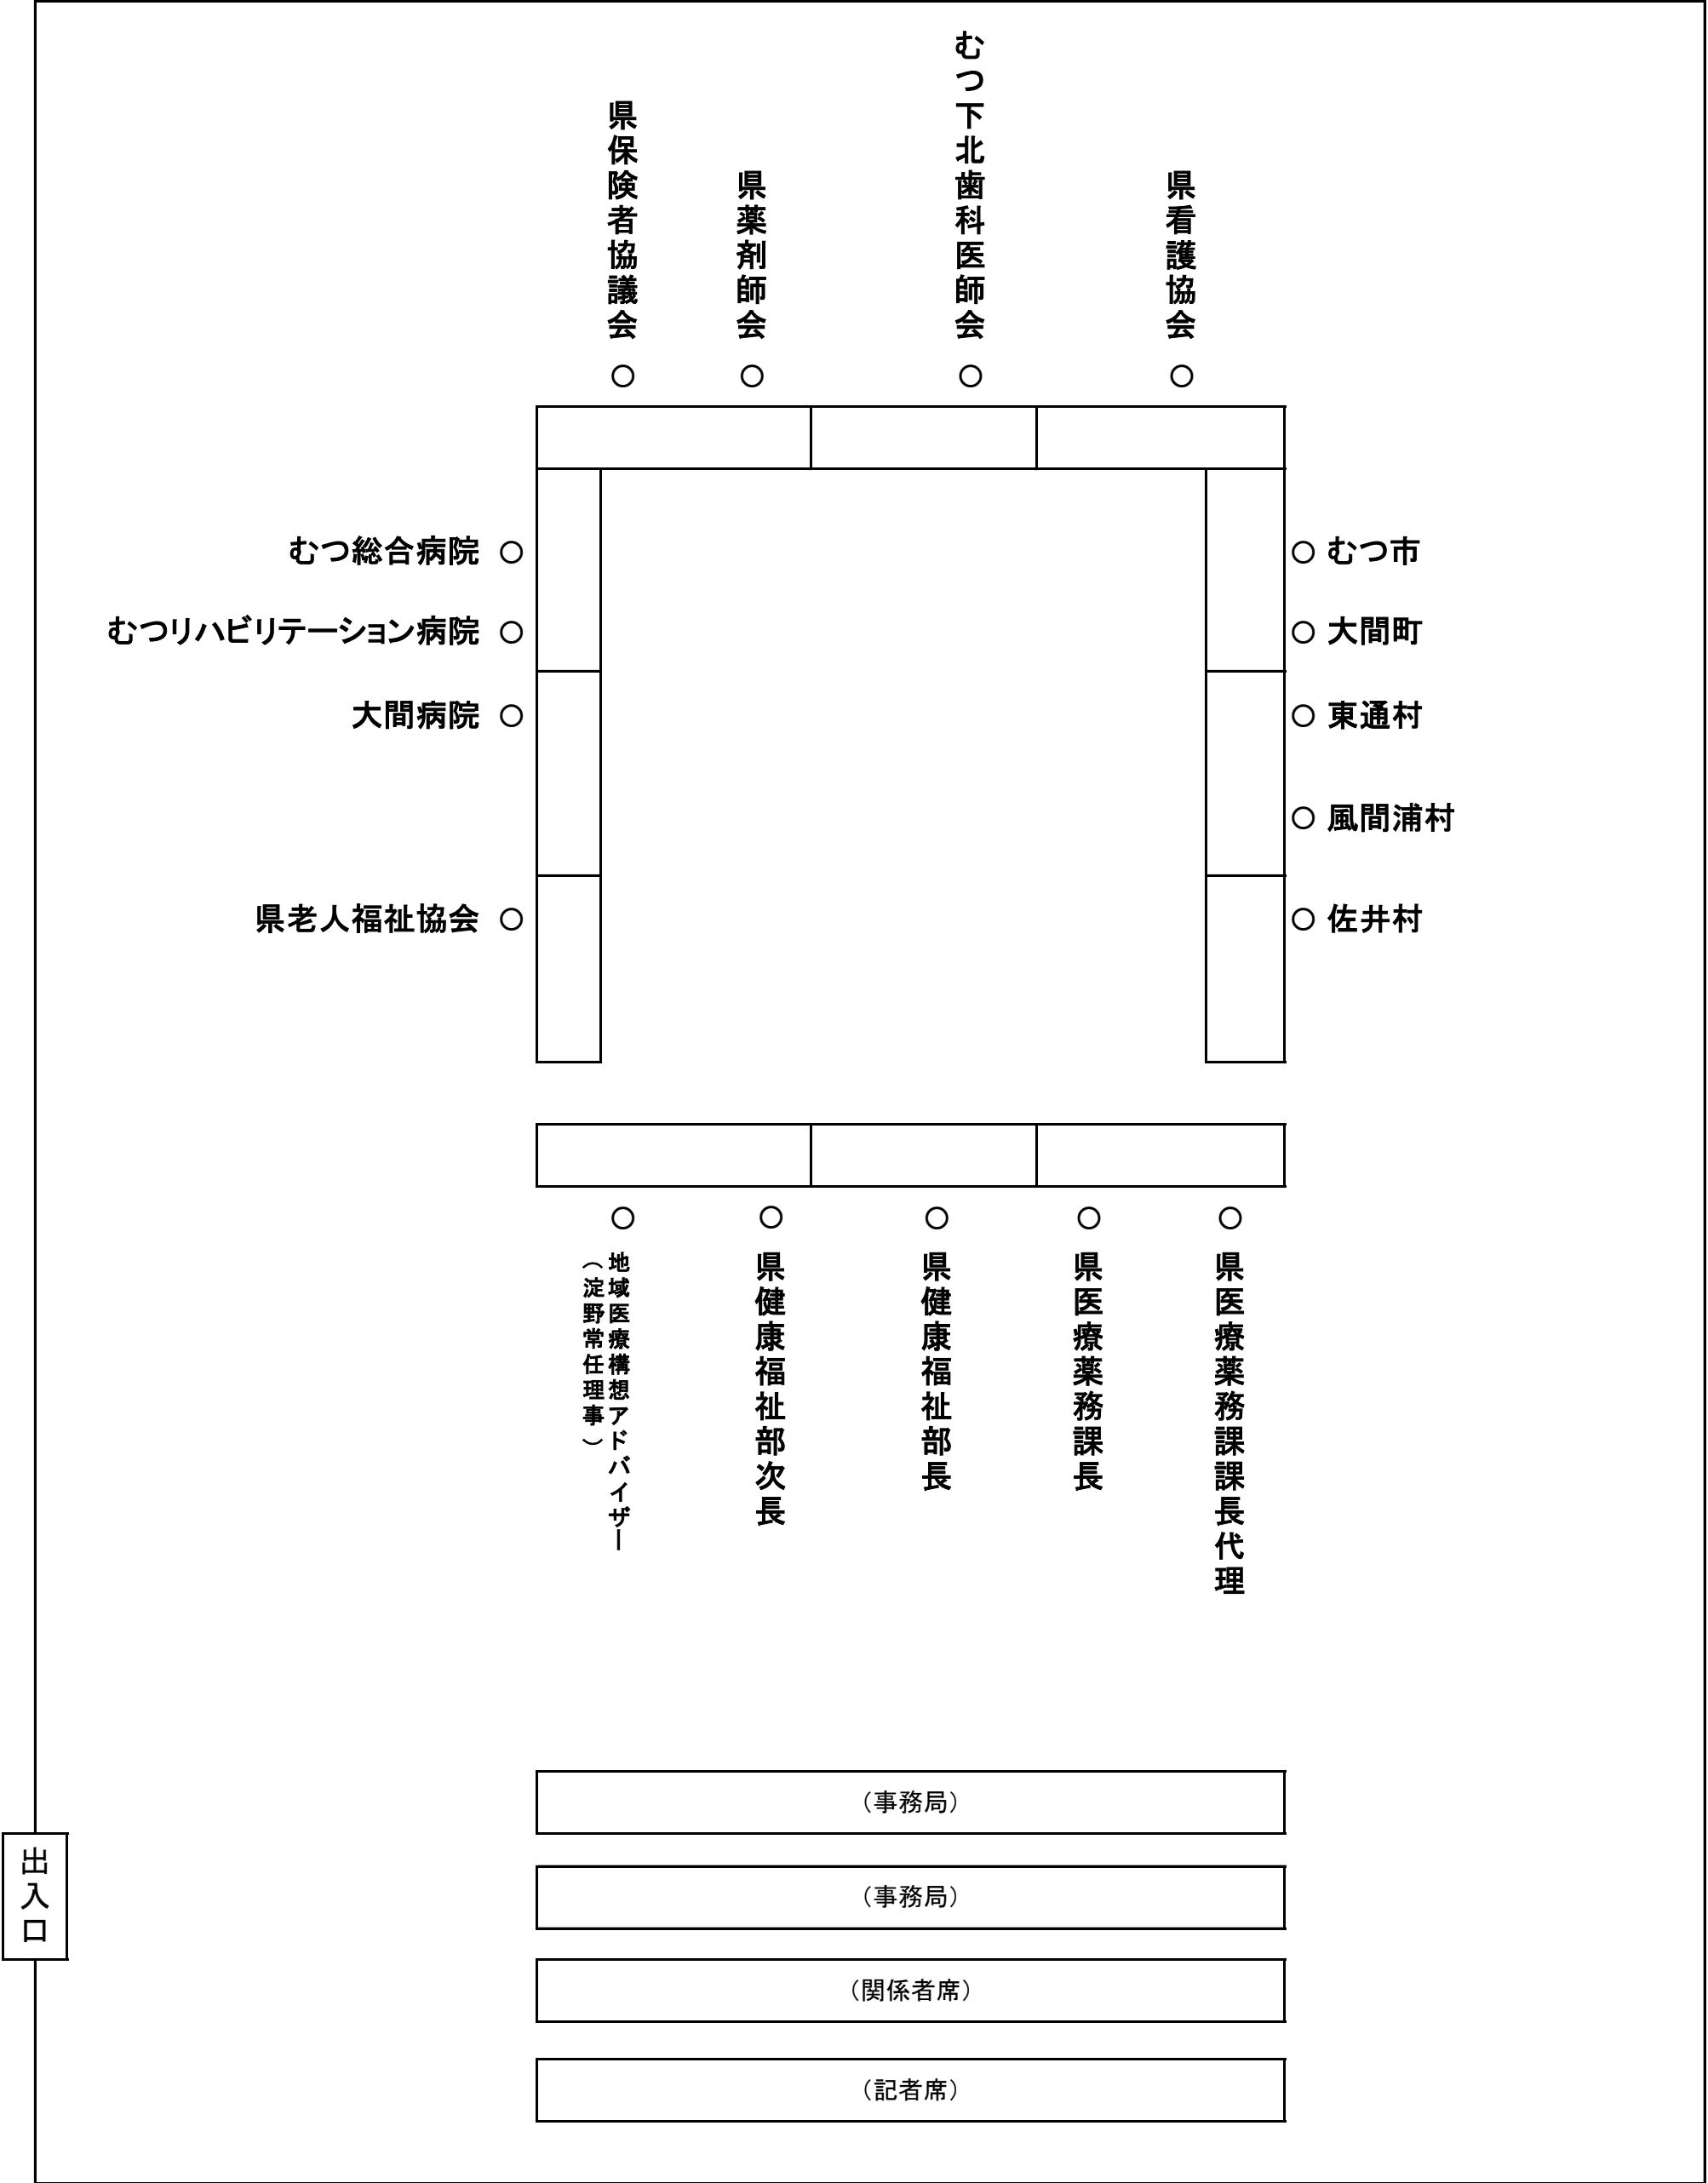 県保険者協議会
○
県薬剤師会
○
むつ下北歯科医師会
○
県看護協会
○
むつ総合病院 ○
むつリハビリテーション病院 ○
大間病院 ○
県老人福祉協会 ○
○ むつ市
○ 大間町
○ 東通村
○ 風間浦村
○ 佐井村
○
地域医療構想アドバイザー
（淀野常任理事）
○
県健康福祉部次長
○
県健康福祉部長
○
県医療薬務課長
○
県医療薬務課課長代理
（事務局）
（事務局）
（関係者席）
（記者席）
出入口